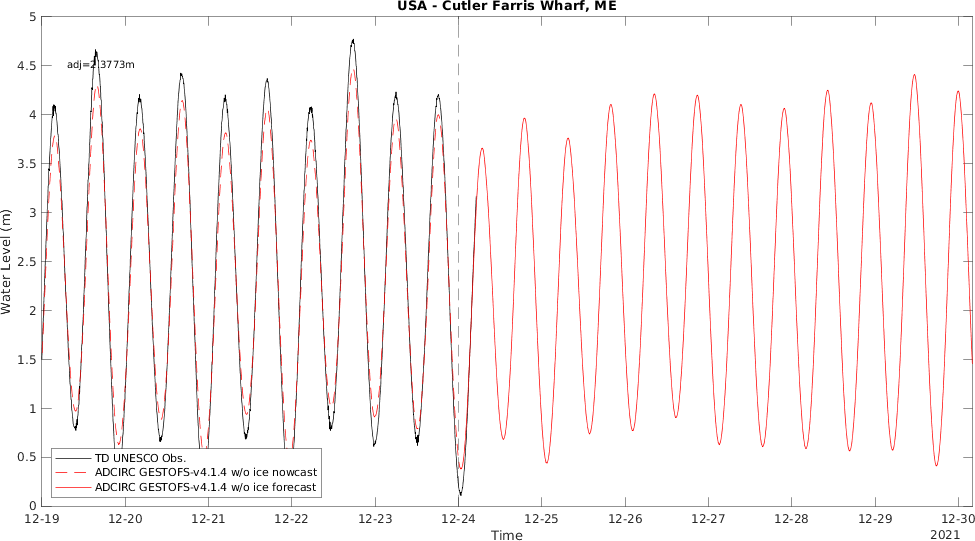 USA - Cutler Farris Wharf, ME
5
4.5
4
3.5
3
2.5
2
1.5
1
0.5
0
Water Level (m)
adj=2.3773m
TD UNESCO Obs.
ADCIRC GESTOFS-v4.1.4 w/o ice nowcast
ADCIRC GESTOFS-v4.1.4 w/o ice forecast
12-19 12-20 12-21 12-22 12-23 12-24 12-25 12-26 12-27 12-28 12-29 12-30
Time
2021